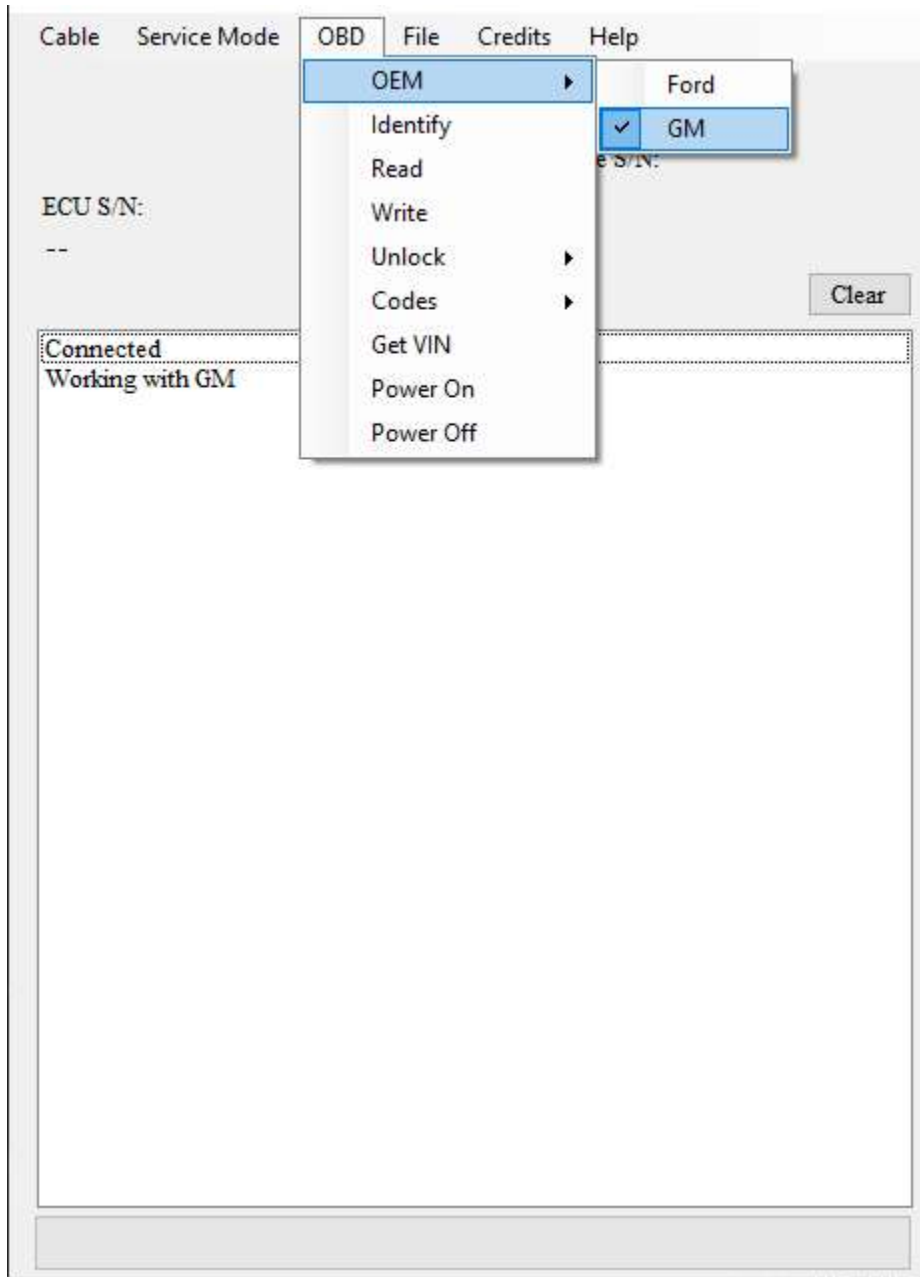 Cable Service Mode OBD File Credits Help
OEM
Ford
Identify
GM
Read
e S/N:
ECU S/N:
Write
--
Unlock
Codes
Clear
Get VIN
Connected
Working with GM
Power On
Power Off